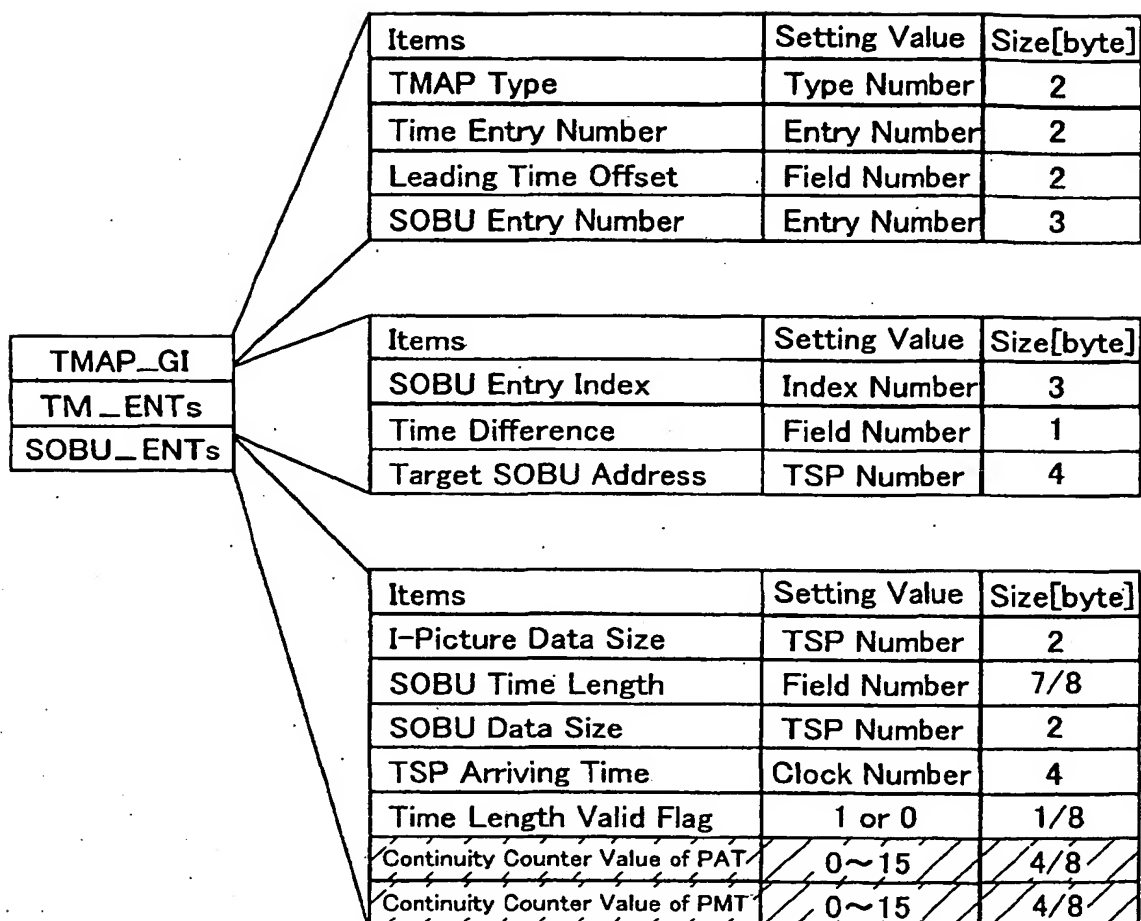 Items Setting Value Size[byte]
TMAP Type Type Number 2
Time Entry Number Entry Number 2
Leading Time Offset Field Number 2
SOBU Entry Number Entry Number 3
TMAP_GI
TM_ENTs
SOBU_ENTs
Items Setting Value Size[byte]
SOBU Entry Index Index Number 3
Time Difference Field Number 1
Target SOBU Address TSP Number 4
Items Setting Value Size[byte]
I-Picture Data Size TSP Number 2
SOBU Time Length Field Number 7/8
SOBU Data Size TSP Number 2
TSP Arriving Time Clock Number 4
Time Length Valid Flag 1 or 0 1/8
Continuity Counter Value of PAT 0~15 4/8
Continuity Counter Value of PMT 0~15 4/8